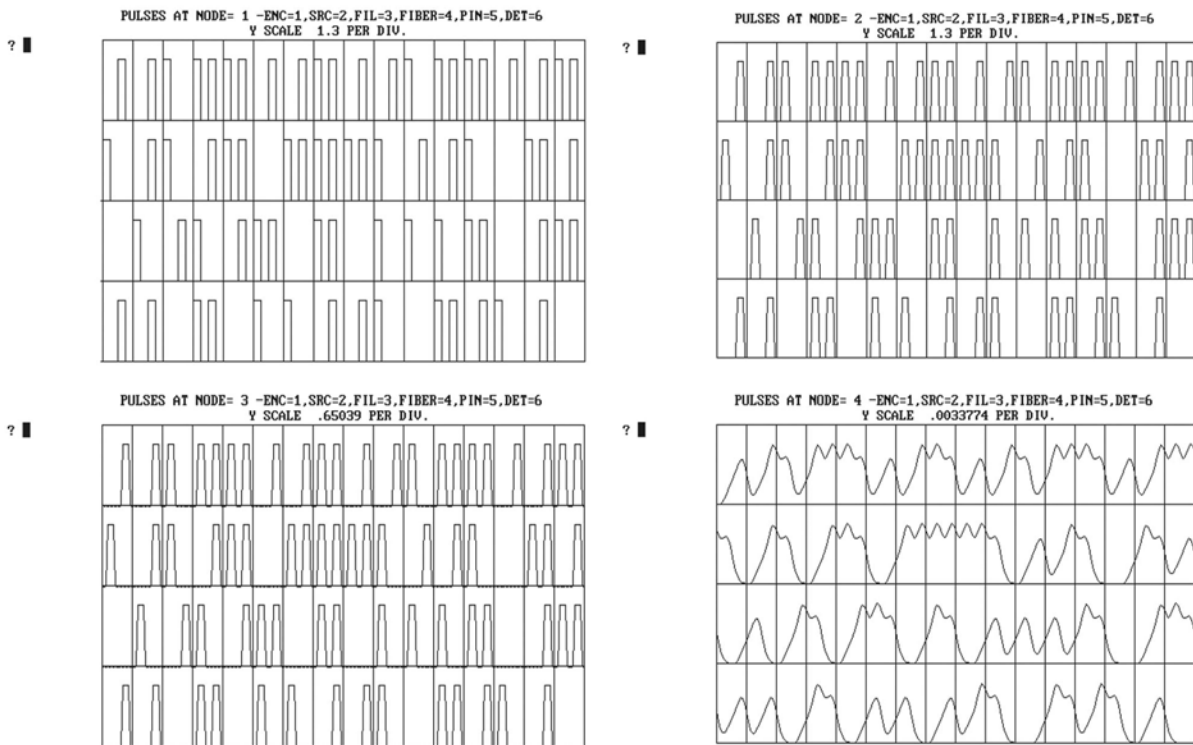 PULSES AT NODE= 1 -ENC=1,SRC=2,FIL=3,FIBER=4,PIN=5,DET=6
Y SCALE 1.3 PER DIV.
?
PULSES AT NODE= 2 -ENC=1,SRC=2,FIL=3,FIBER=4,PIN=5,DET=6
Y SCALE 1.3 PER DIV.
?
PULSES AT NODE= 3 -ENC=1,SRC=2,FIL=3,FIBER=4,PIN=5,DET=6
Y SCALE .65039 PER DIV.
?
PULSES AT NODE= 4 -ENC=1,SRC=2,FIL=3,FIBER=4,PIN=5,DET=6
Y SCALE .0033774 PER DIV.
?